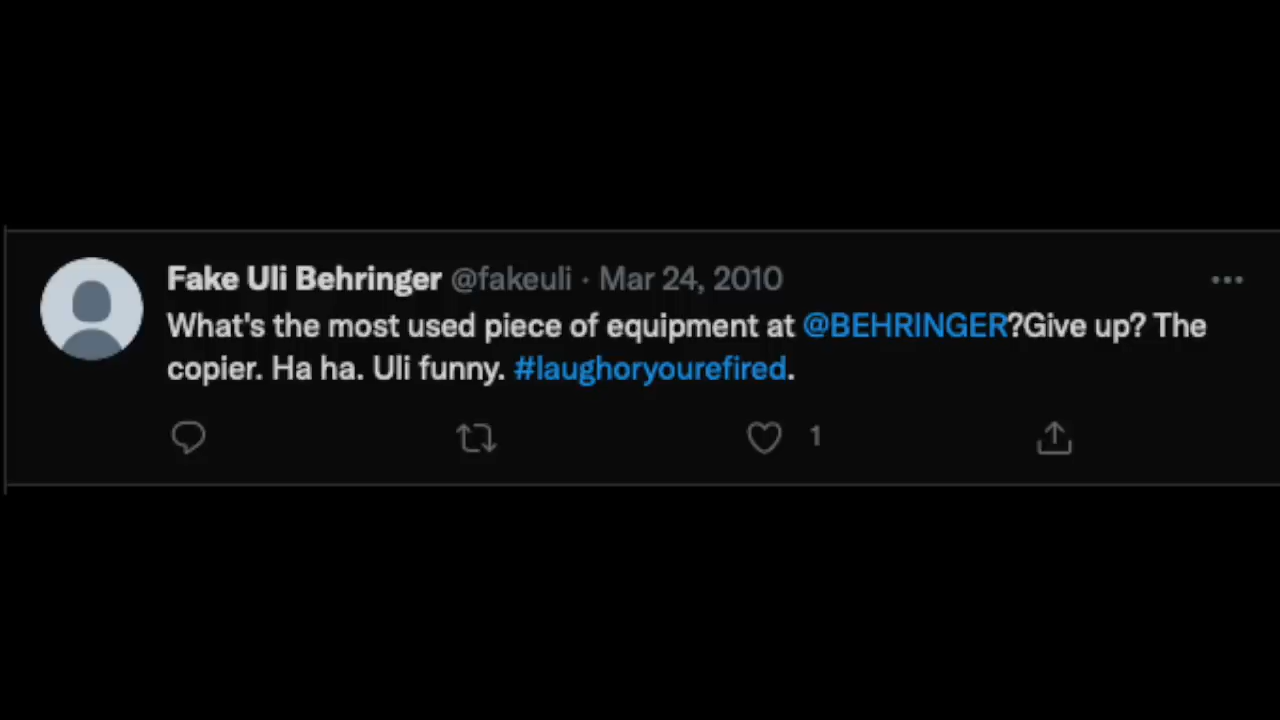 Fake Uli Behringer @fakeuli · Mar 24, 2010
What's the most used piece of equipment at @BEHRINGER?Give up? The
copier. Ha ha. Uli funny. #laughoryourefired.
1